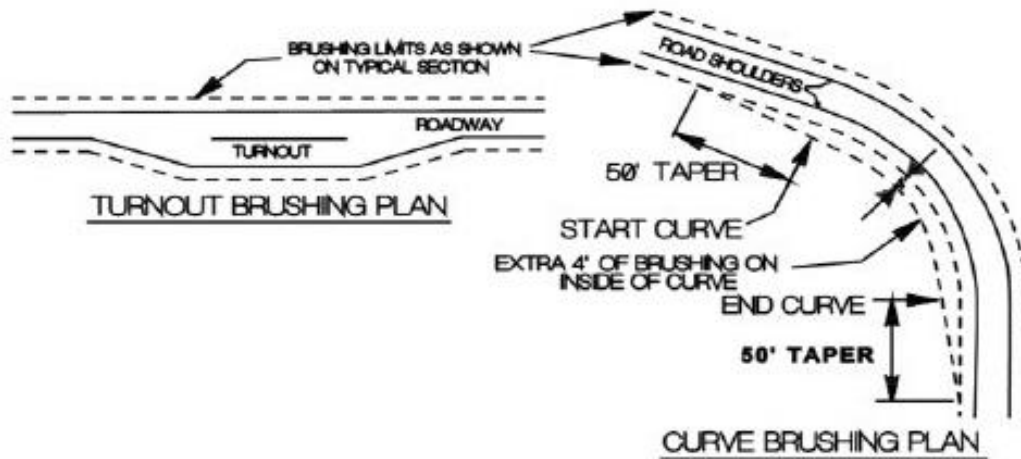 BRUSHING LIMITS AS SHOWN
ON TYPICAL SECTION
ROADWAY
TURNOUT
TURNOUT BRUSHING PLAN
ROAD SHOULDERS
50' TAPER
START CURVE
EXTRA 4' OF BRUSHING ON
INSIDE OF CURVE
END CURVE
50' TAPER
CURVE BRUSHING PLAN